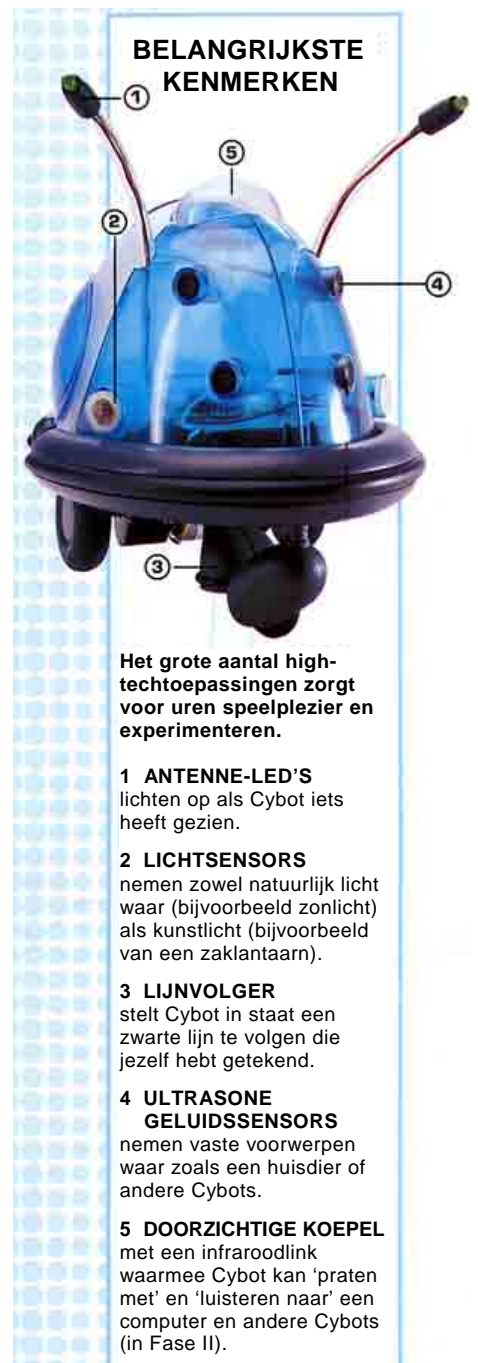 BELANGRIJKSTE
KENMERKEN
1
5
2
4
3
Het grote aantal high-
techtoepassingen zorgt
voor uren speelplezier en
experimenteren.
1 ANTENNE-LED’S
lichten op als Cybot iets
heeft gezien.
2 LICHTSENSORS
nemen zowel natuurlijk licht
waar (bijvoorbeeld zonlicht)
als kunstlicht (bijvoorbeeld
van een zaklantaarn).
3 LIJNVOLGER
stelt Cybot in staat een
zwarte lijn te volgen die
jezelf hebt getekend.
4 ULTRASONE
GELUIDSSENSORS
nemen vaste voorwerpen
waar zoals een huisdier of
andere Cybots.
5 DOORZICHTIGE KOEPEL
met een infraroodlink
waarmee Cybot kan ‘praten
met’ en ‘luisteren naar’ een
computer en andere Cybots
(in Fase II).